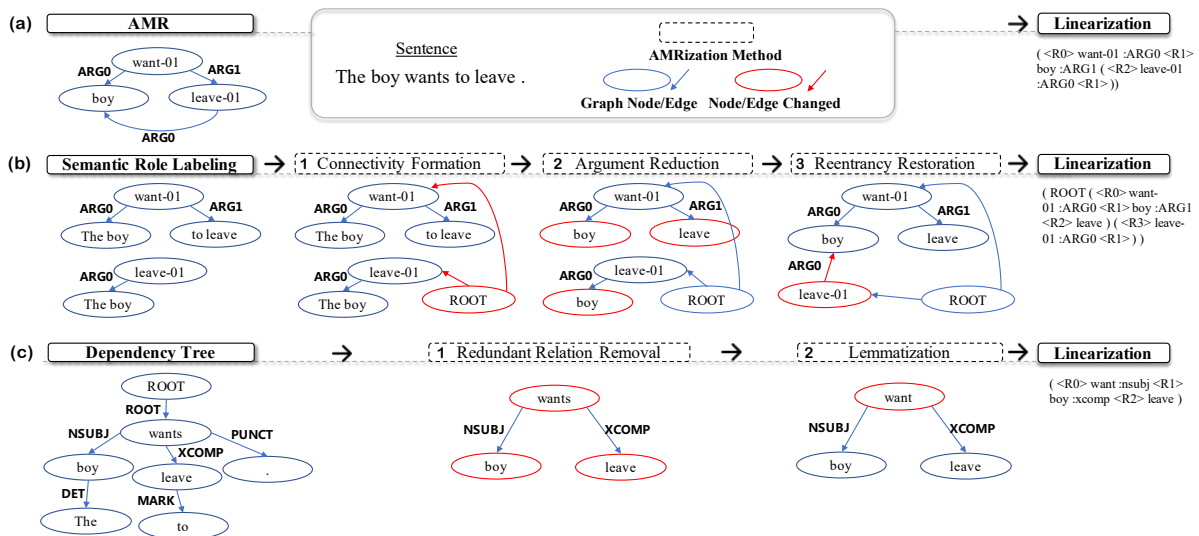 (a)
AMR
want-01
ARG0
ARG1
boy
leave-01
ARG0
Sentence
The boy wants to leave .
AMRization Method
Graph Node/Edge
Node/Edge Changed
Linearization
( <R0> want-01 :ARG0 <R1>
boy :ARG1 ( <R2> leave-01
:ARG0 <R1> ))
(b)
Semantic Role Labeling
want-01
ARG0
ARG1
The boy
to leave
ARG0
leave-01
The boy
1 Connectivity Formation
want-01
ARG0
ARG1
The boy
to leave
ARG0
leave-01
The boy
ROOT
2 Argument Reduction
want-01
ARG0
ARG1
boy
leave
ARG0
leave-01
boy
ROOT
3 Reentrancy Restoration
want-01
ARG0
ARG1
boy
leave
ARG0
leave-01
ROOT
Linearization
( ROOT ( <R0> want-
01 :ARG0 <R1> boy :ARG1
<R2> leave ) ( <R3> leave-
01 :ARG0 <R1> ) )
(c)
Dependency Tree
ROOT
ROOT
wants
NSUBJ
PUNCT
XCOMP
boy
leave
.
DET
MARK
The
to
1 Redundant Relation Removal
wants
NSUBJ
XCOMP
boy
leave
2 Lemmatization
want
NSUBJ
XCOMP
boy
leave
Linearization
( <R0> want :nsubj <R1>
boy :xcomp <R2> leave )